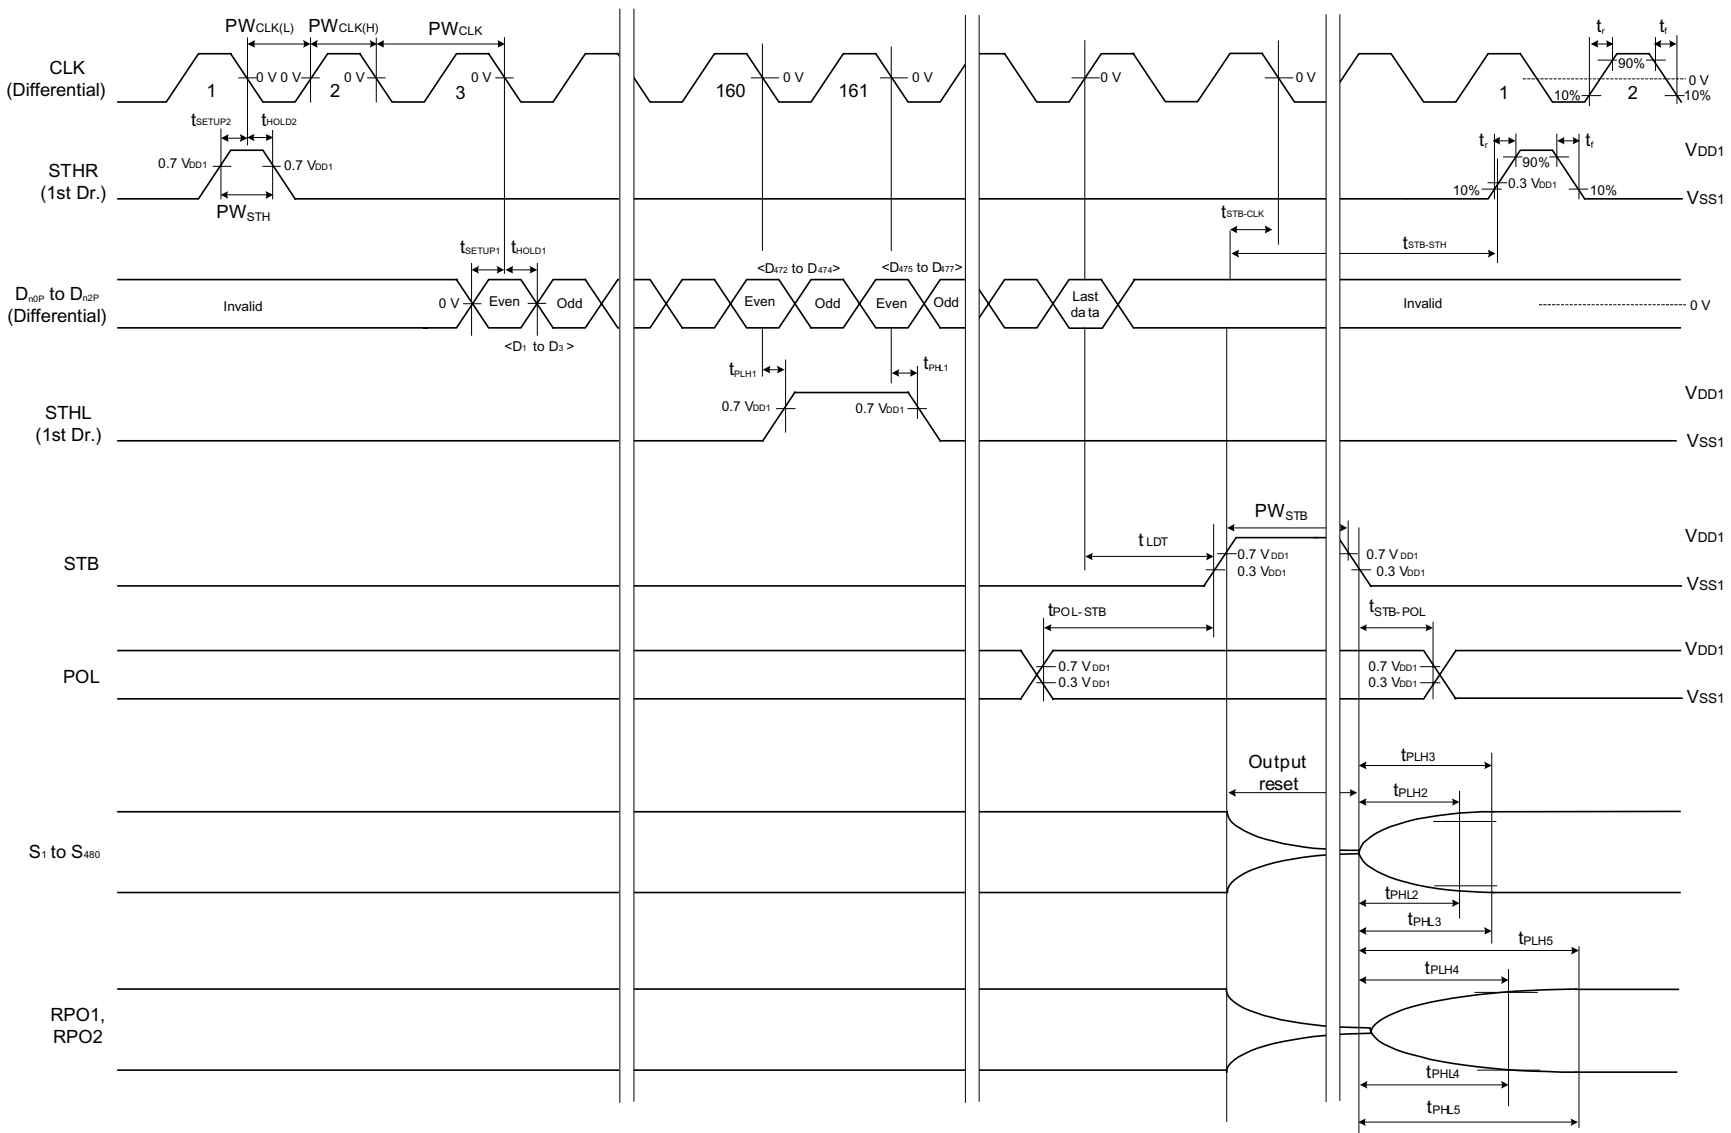 PWCLK(L) PWCLK(H) PWCLK tr tf
CLK
(Differential)
1 0 V 0 V 2 0 V 3 0 V 160 0 V 161 0 V 0 V 0 V 1 10% 90% 2 0 V 10%
tSETUP2 tHOLD2
STHR
(1st Dr.)
0.7 VDD1 0.7 VDD1 tr tf 90% 10% 0.3 VDD1 10% VDD1
VSS1
PWSTH
tSTB-CLK
tSTB-STH
tSETUP1 tHOLD1 <D472 to D474> <D475 to D477>
Dn0P to Dn2P
(Differential)
Invalid 0 V Even Odd Even Odd Even Odd Last
data Invalid 0 V
<D1 to D3 >
tPLH1 tPHL1
STHL
(1st Dr.)
0.7 VDD1 0.7 VDD1 VDD1
VSS1
PWSTB
STB
t LDT 0.7 VDD1 0.7 VDD1 VDD1
0.3 VDD1 0.3 VDD1 VSS1
tPOL-STB tSTB-POL
POL
0.7 VDD1 0.7 VDD1 VDD1
0.3 VDD1 0.3 VDD1 VSS1
Output
reset
tPLH3
tPLH2
S1 to S480
tPHL2
tPHL3
tPLH5
tPLH4
RPO1,
RPO2
tPHL4
tPHL5